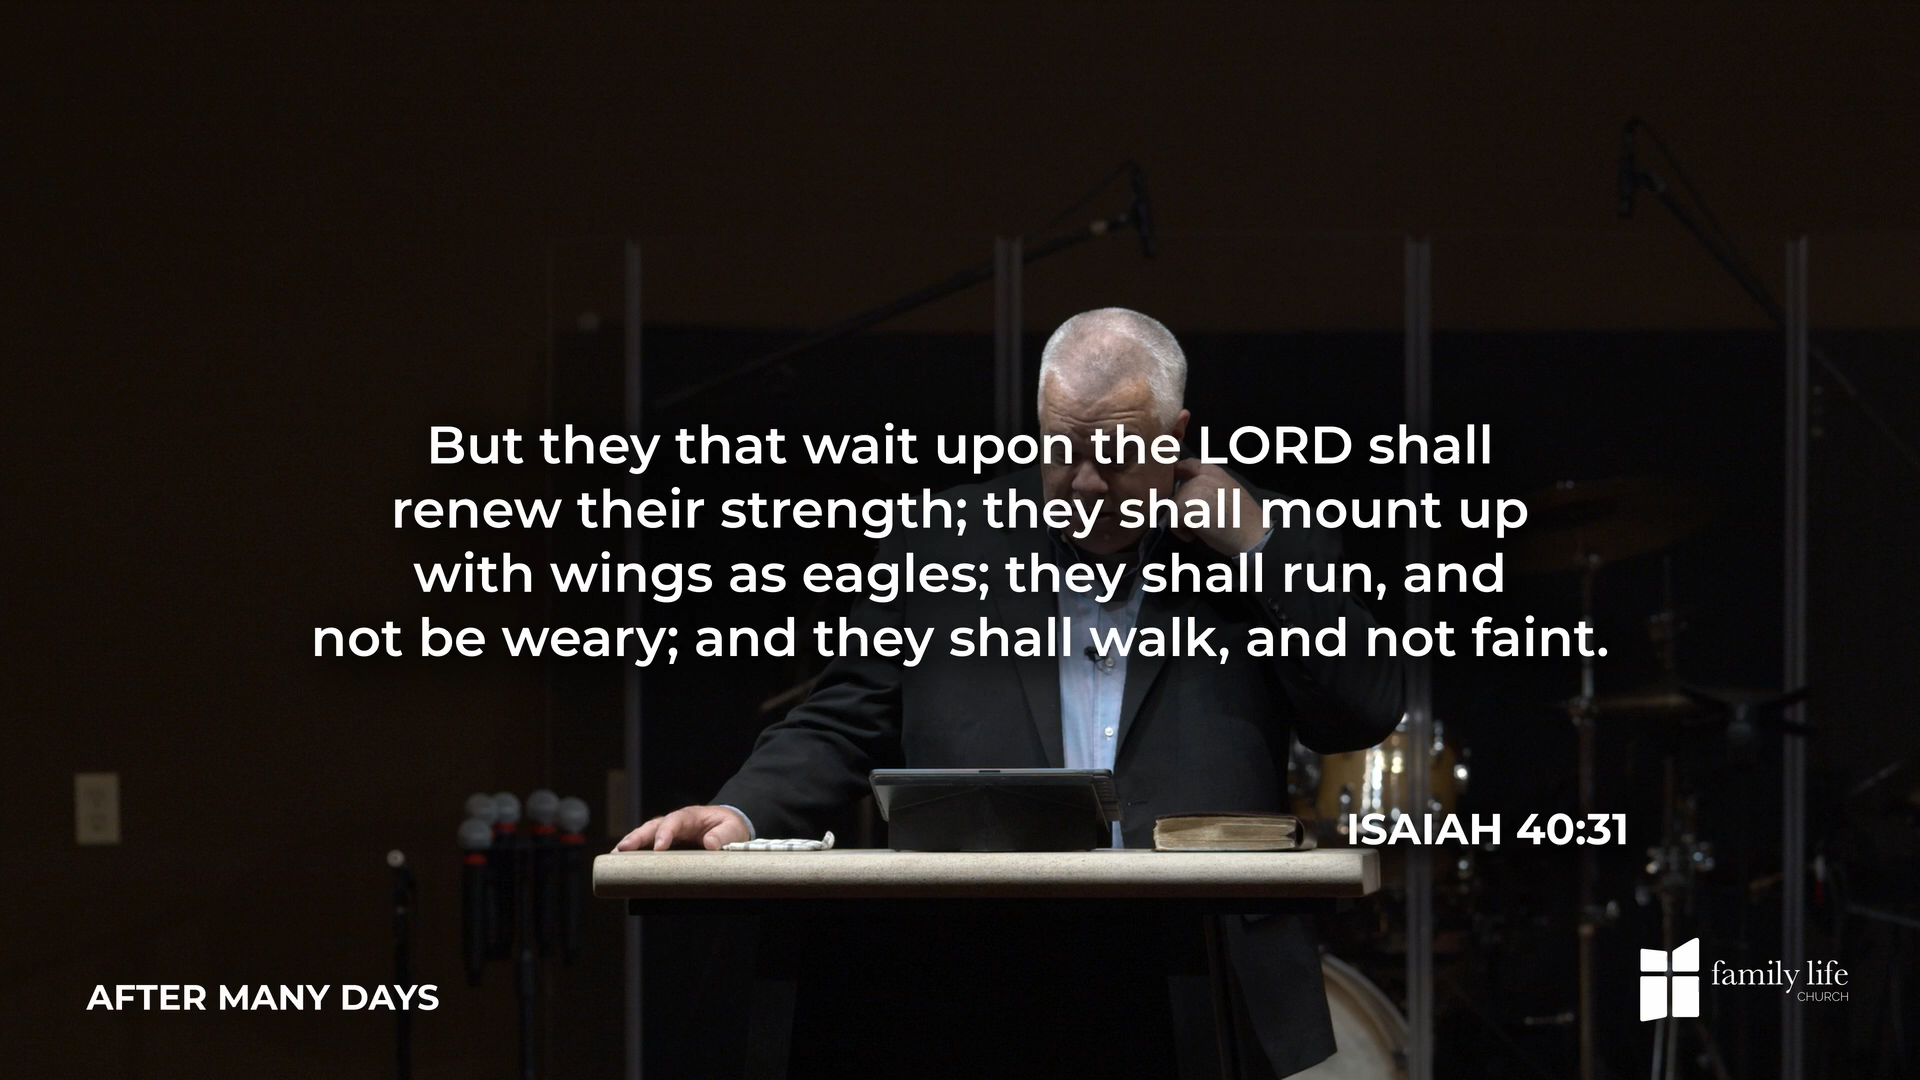 But they that wait upon the LORD shall
renew their strength; they shall mount up
with wings as eagles; they shall run, and
not be weary; and they shall walk, and not faint.
ISAIAH 40:31
AFTER MANY DAYS
family life
CHURCH